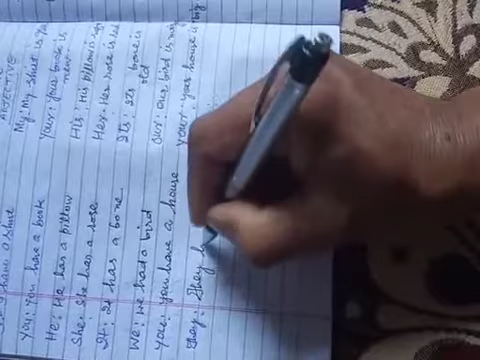 ADJECTIVE
I have a shirt My: My shirt is
You: You have a book Your: Your book is new
He: He has a pillow His: His pillow is
She: She has a rose Her: Her rose is red
It: It has a bone Its: Its bone is old
We: We had a bird Our: Our bird is
You: you have a house Your: your house is big
They: They h